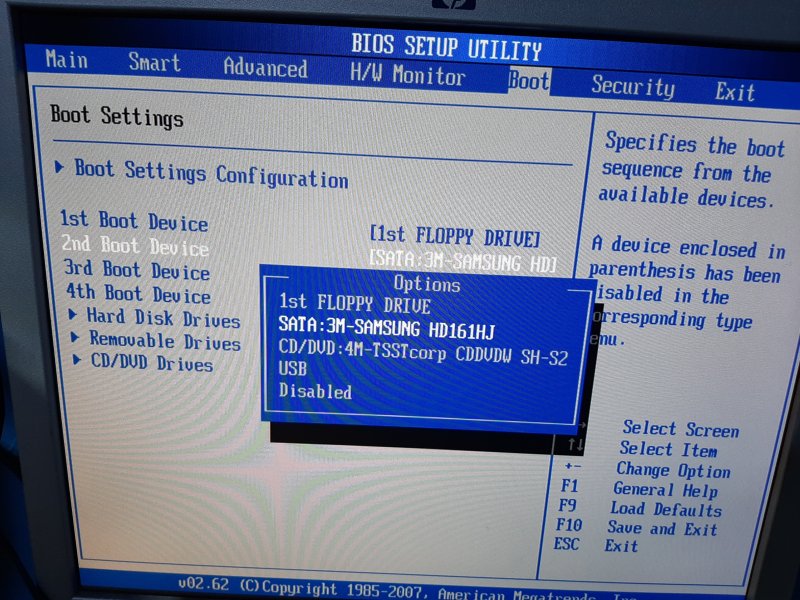 BIOS SETUP UTILITY
Main Smart Advanced H/W Monitor Boot Security Exit
Boot Settings
Boot Settings Configuration
1st Boot Device [1st FLOPPY DRIVE]
2nd Boot Device [SATA:3M-SAMSUNG HD]
3rd Boot Device
4th Boot Device
Hard Disk Drives
Removable Drives
CD/DVD Drives
Options
1st FLOPPY DRIVE
SATA:3M-SAMSUNG HD161HJ
CD/DVD:4M-TSSTcorp CDDVDW SH-S2
USB
Disabled
Specifies the boot
sequence from the
available devices.
A device enclosed in
parenthesis has been
isabled in the
orresponding type
enu.
Select Screen
↑↓ Select Item
+- Change Option
F1 General Help
F9 Load Defaults
F10 Save and Exit
ESC Exit
v02.62 (C)Copyright 1985-2007, American Megatrends, Inc
hp